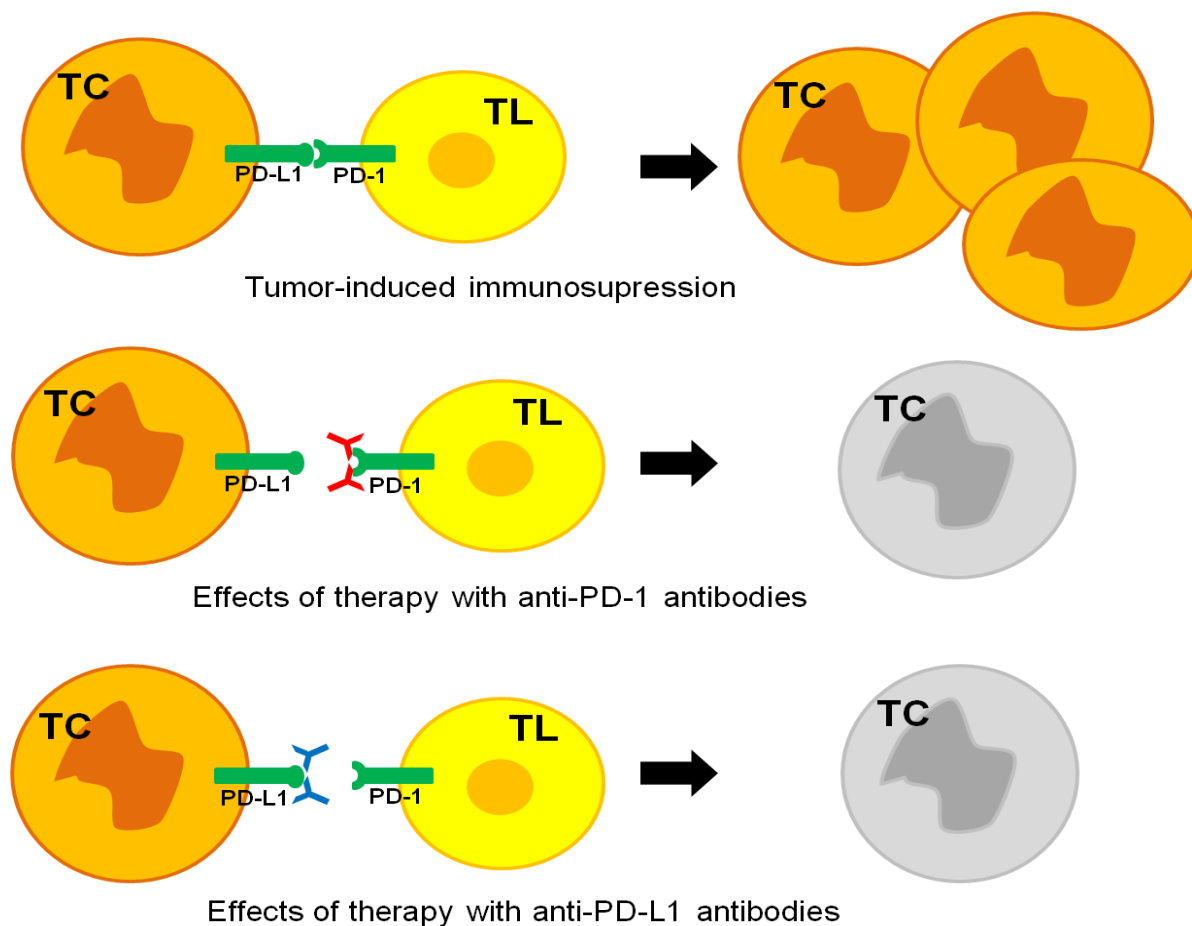 TC
TL
TC
PD-L1
PD-1
Tumor-induced immunosupression
TC
TL
TC
PD-L1
PD-1
Effects of therapy with anti-PD-1 antibodies
TC
TL
TC
PD-L1
PD-1
Effects of therapy with anti-PD-L1 antibodies